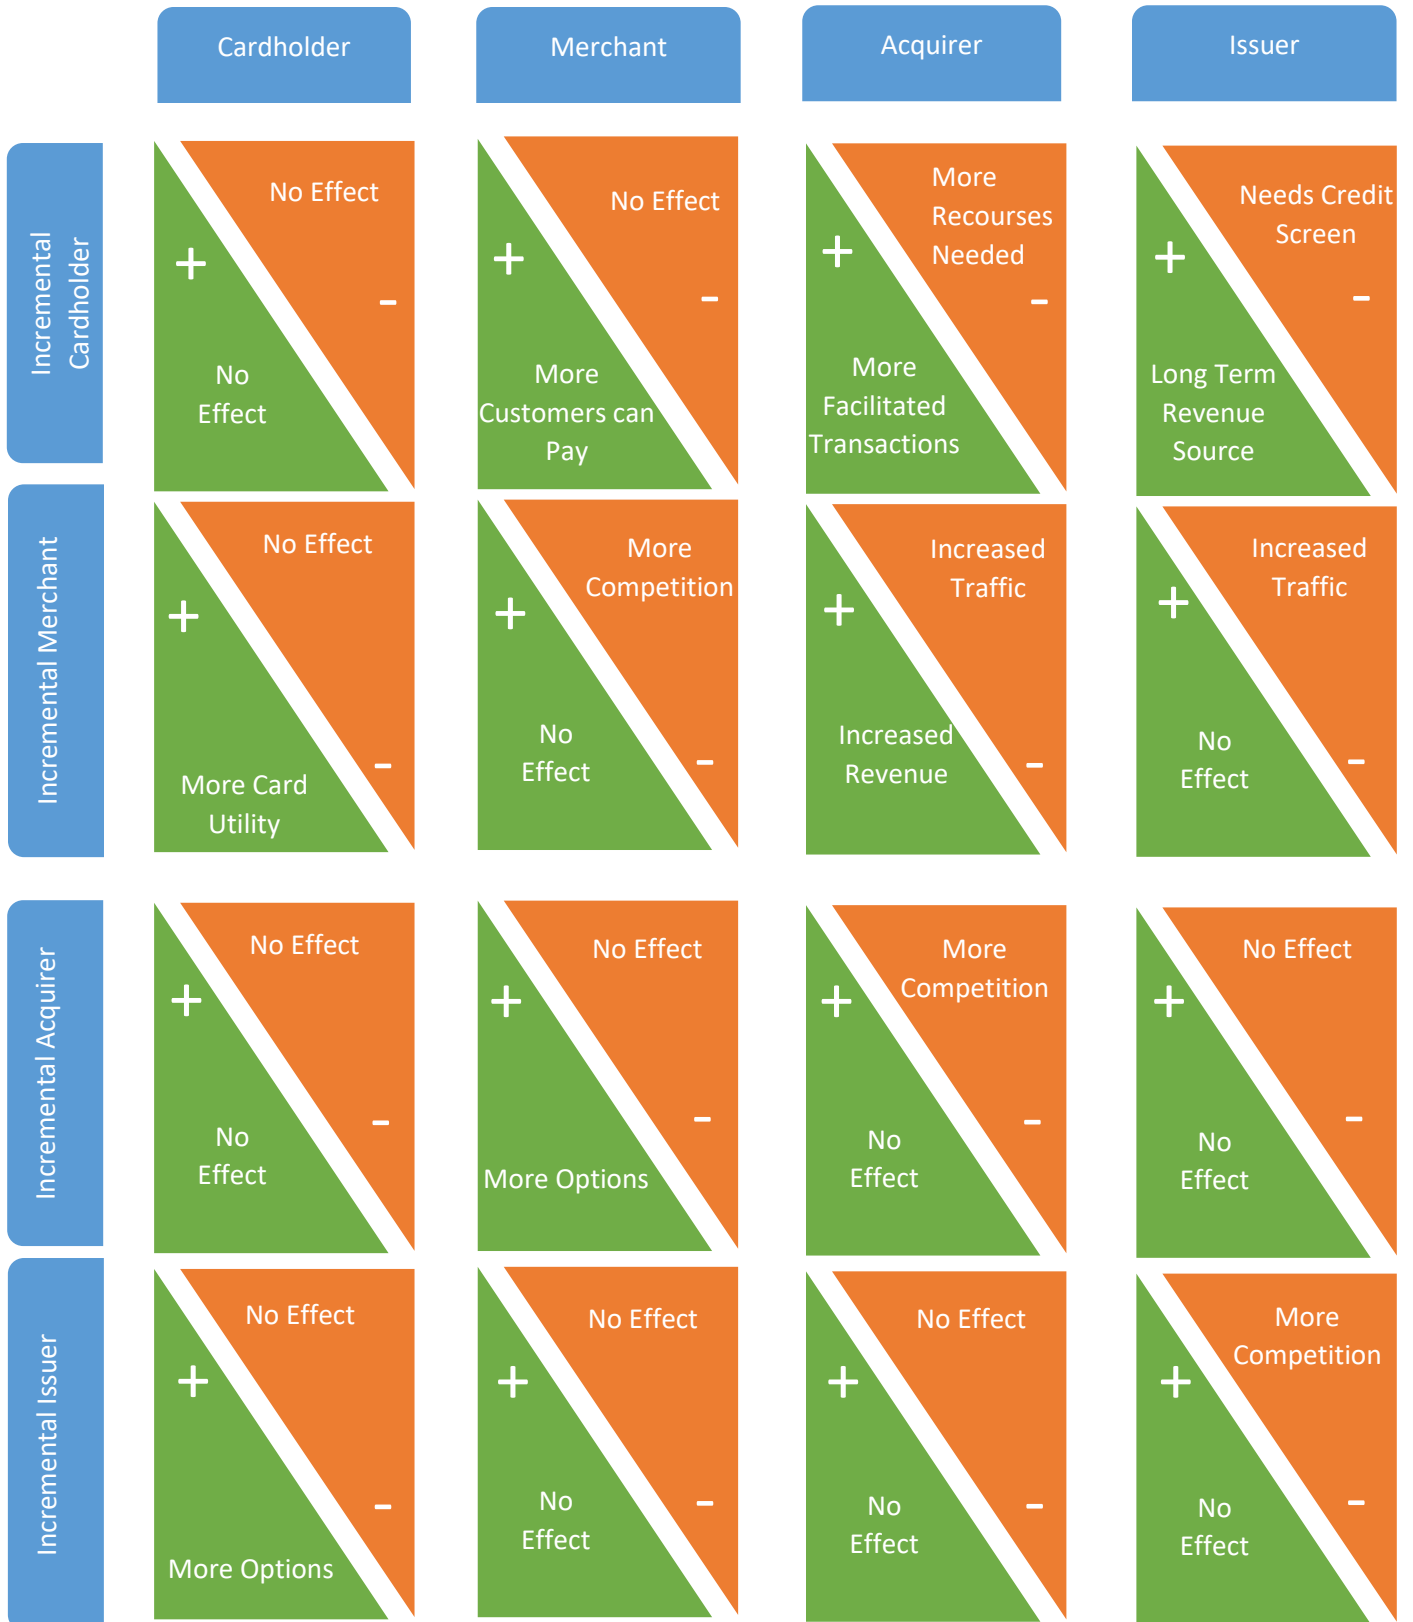 Cardholder
Merchant
Acquirer
Issuer
Incremental
Cardholder
No Effect
+
-
No
Effect
No Effect
+
-
More
Customers can
Pay
More
Recourses
Needed
+
-
More
Facilitated
Transactions
Needs Credit
Screen
+
-
Long Term
Revenue
Source
Incremental Merchant
No Effect
+
-
More Card
Utility
More
Competition
+
-
No
Effect
Increased
Traffic
+
-
Increased
Revenue
Increased
Traffic
+
-
No
Effect
Incremental Acquirer
No Effect
+
-
No
Effect
No Effect
+
-
More Options
More
Competition
+
-
No
Effect
No Effect
+
-
No
Effect
Incremental Issuer
No Effect
+
-
More Options
No Effect
+
-
No
Effect
No Effect
+
-
No
Effect
More
Competition
+
-
No
Effect